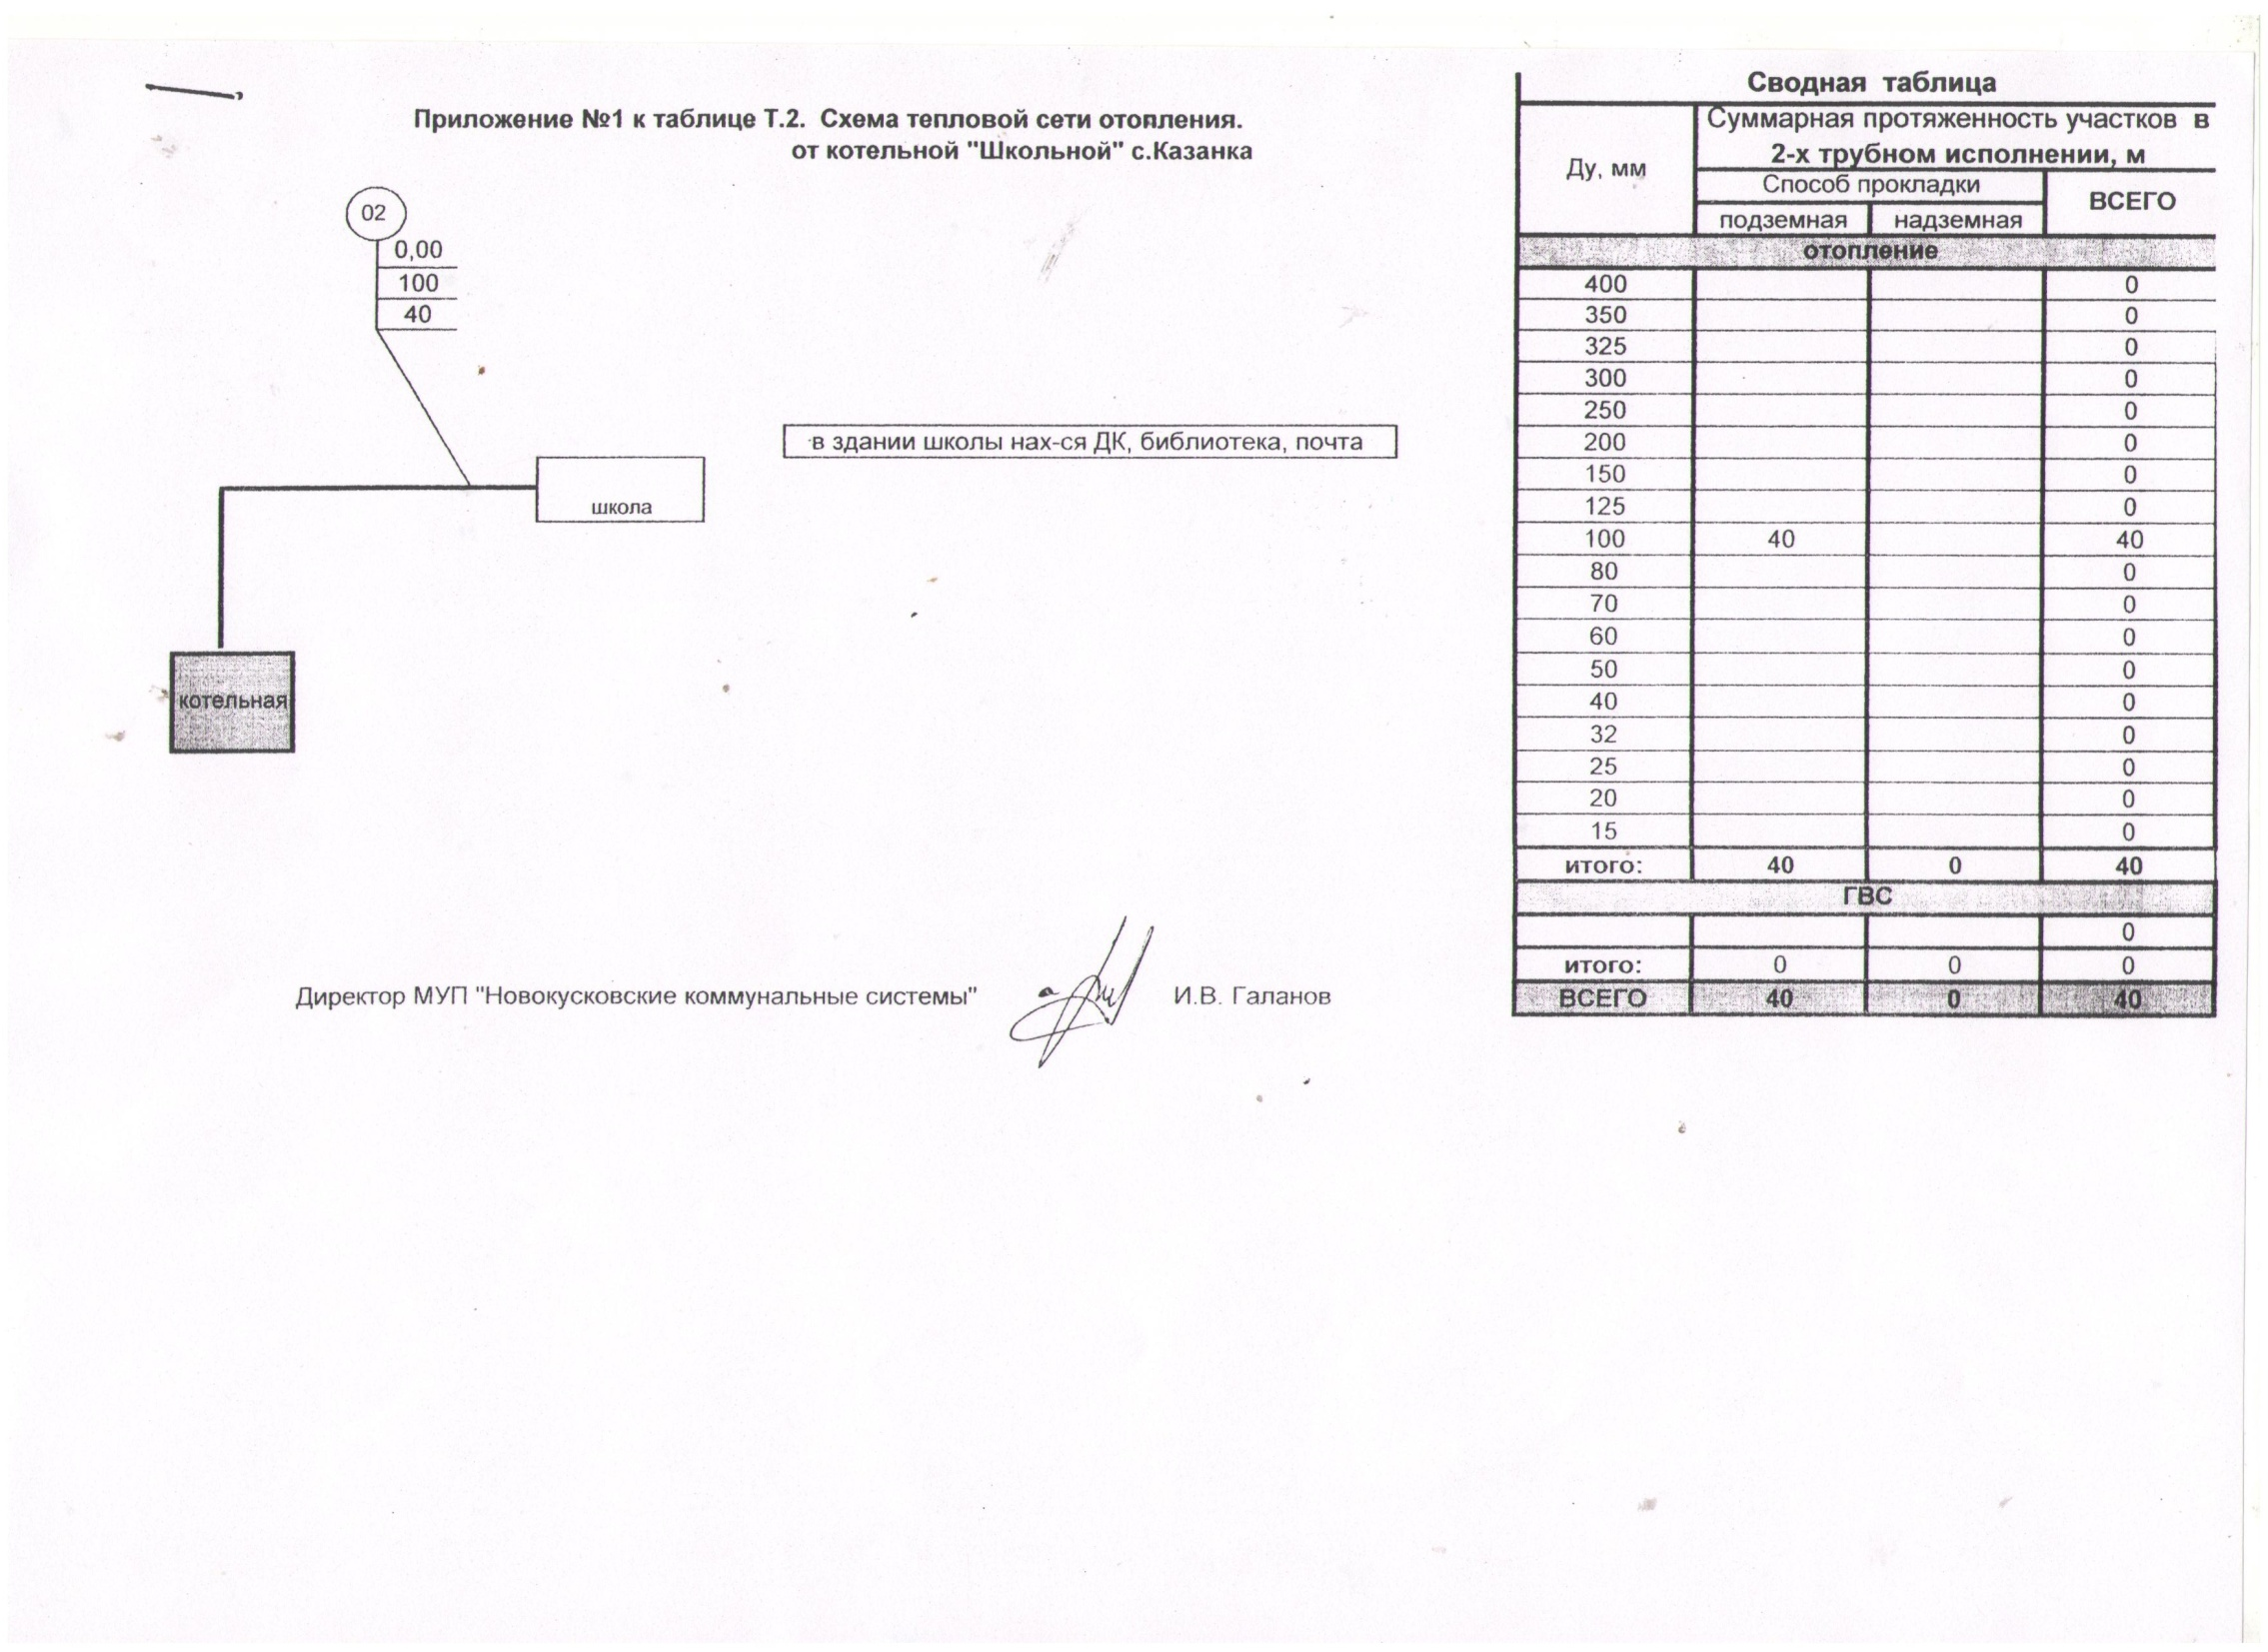 Приложение №1 к таблице Т.2. Схема тепловой сети отопления.
от котельной "Школьной" с.Казанка
02
0,00
100
40
в здании школы нах-ся ДК, библиотека, почта
школа
котельная
Директор МУП "Новокусковские коммунальные системы" И.В. Галанов
Сводная таблица
Ду, мм
Суммарная протяженность участков в
2-х трубном исполнении, м
Способ прокладки
ВСЕГО
подземная надземная
отопление
400 0
350 0
325 0
300 0
250 0
200 0
150 0
125 0
100 40 40
80 0
70 0
60 0
50 0
40 0
32 0
25 0
20 0
15 0
итого: 40 0 40
ГВС
0
итого: 0 0 0
ВСЕГО 40 0 40